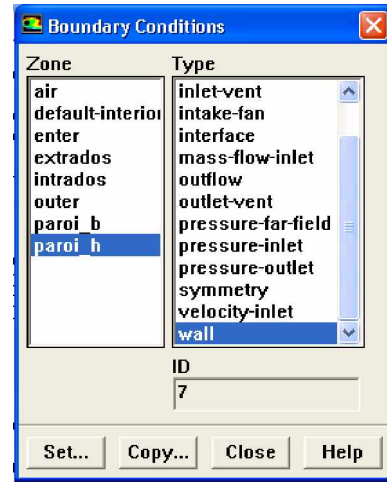 Boundary Conditions
Zone
air
default-interior
enter
extrados
intrados
outer
paroi_b
paroi_h
Type
inlet-vent
intake-fan
interface
mass-flow-inlet
outflow
outlet-vent
pressure-far-field
pressure-inlet
pressure-outlet
symmetry
velocity-inlet
wall
ID
7
Set...
Copy...
Close
Help